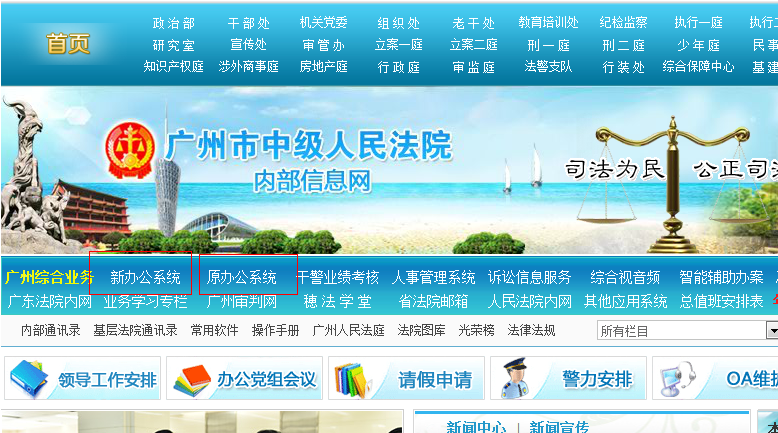 首页
政治部 干部处 机关党委 组织处 老干处 教育培训处 纪检监察 执行一庭
研究室 宣传处 审管办 立案一庭 立案二庭 刑一庭 刑二庭 少年庭 民事
知识产权庭 涉外商事庭 房地产庭 行政庭 审监庭 法警支队 行装处 综合保障中心 基建
广州市中级人民法院
内部信息网
司法为民 公正司
广州综合业务 新办公系统 原办公系统 干警业绩考核 人事管理系统 诉讼信息服务 综合视音频 智能辅助办案
广东法院内网 业务学习专栏 广州审判网 穗法学堂 省法院邮箱 人民法院内网 其他应用系统 总值班安排表
内部通讯录 基层法院通讯录 常用软件 操作手册 广州人民法庭 法院图库 光荣榜 法律法规 所有栏目
领导工作安排 办公党组会议 请假申请 警力安排 OA维护
新闻中心 | 新闻宣传